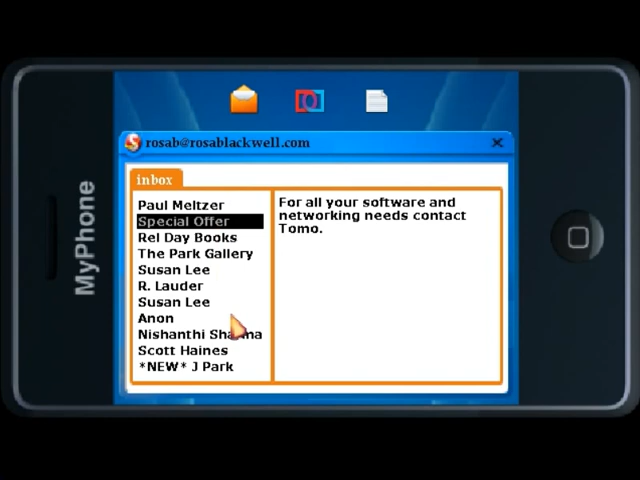 rosab@rosablackwell.com
inbox
Paul Meltzer
Special Offer
Rel Day Books
The Park Gallery
Susan Lee
R. Lauder
Susan Lee
Anon
Nishanthi Sharma
Scott Haines
*NEW* J Park
For all your software and
networking needs contact
Tomo.
MyPhone